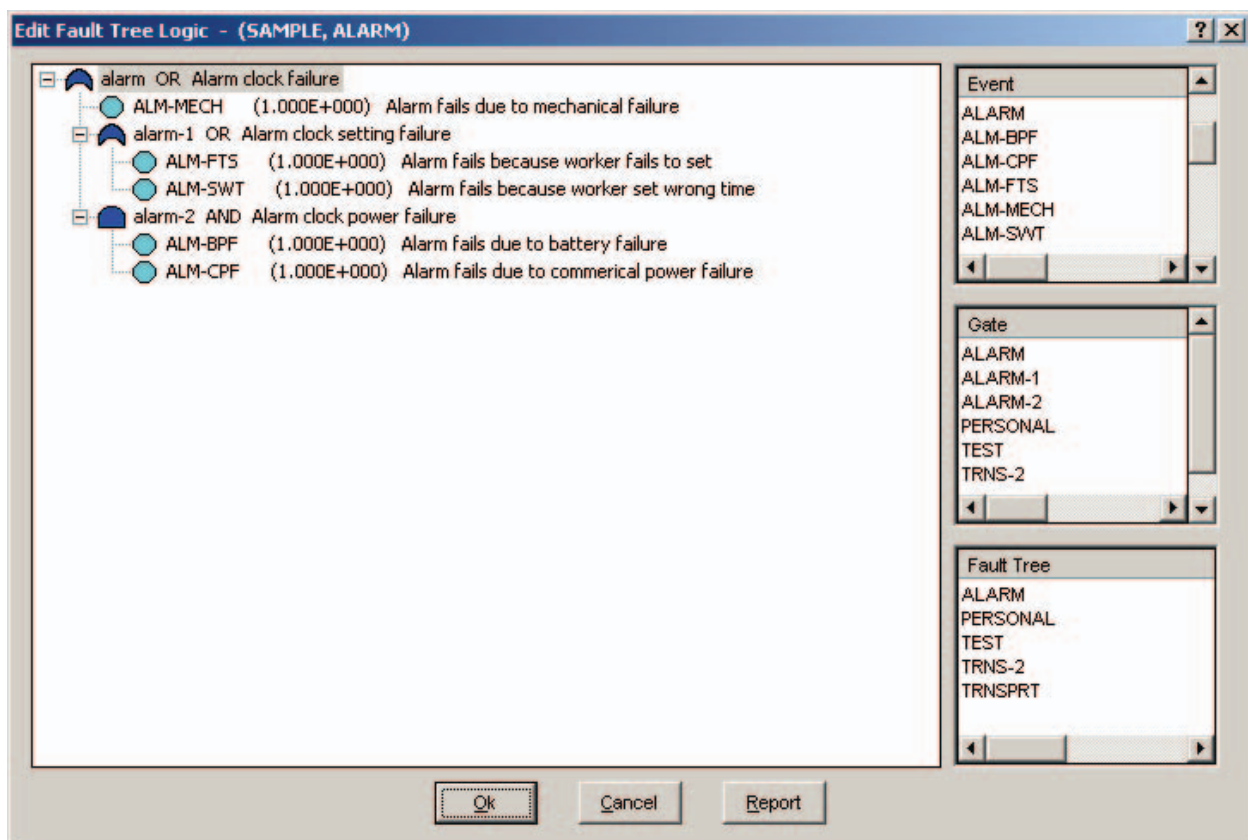 Edit Fault Tree Logic - (SAMPLE, ALARM)
alarm OR Alarm clock failure
ALM-MECH (1.000E+000) Alarm fails due to mechanical failure
alarm-1 OR Alarm clock setting failure
ALM-FTS (1.000E+000) Alarm fails because worker fails to set
ALM-SWT (1.000E+000) Alarm fails because worker set wrong time
alarm-2 AND Alarm clock power failure
ALM-BPF (1.000E+000) Alarm fails due to battery failure
ALM-CPF (1.000E+000) Alarm fails due to commerical power failure
Event
ALARM
ALM-BPF
ALM-CPF
ALM-FTS
ALM-MECH
ALM-SWT
Gate
ALARM
ALARM-1
ALARM-2
PERSONAL
TEST
TRNS-2
Fault Tree
ALARM
PERSONAL
TEST
TRNS-2
TRNSPRT
Ok Cancel Report